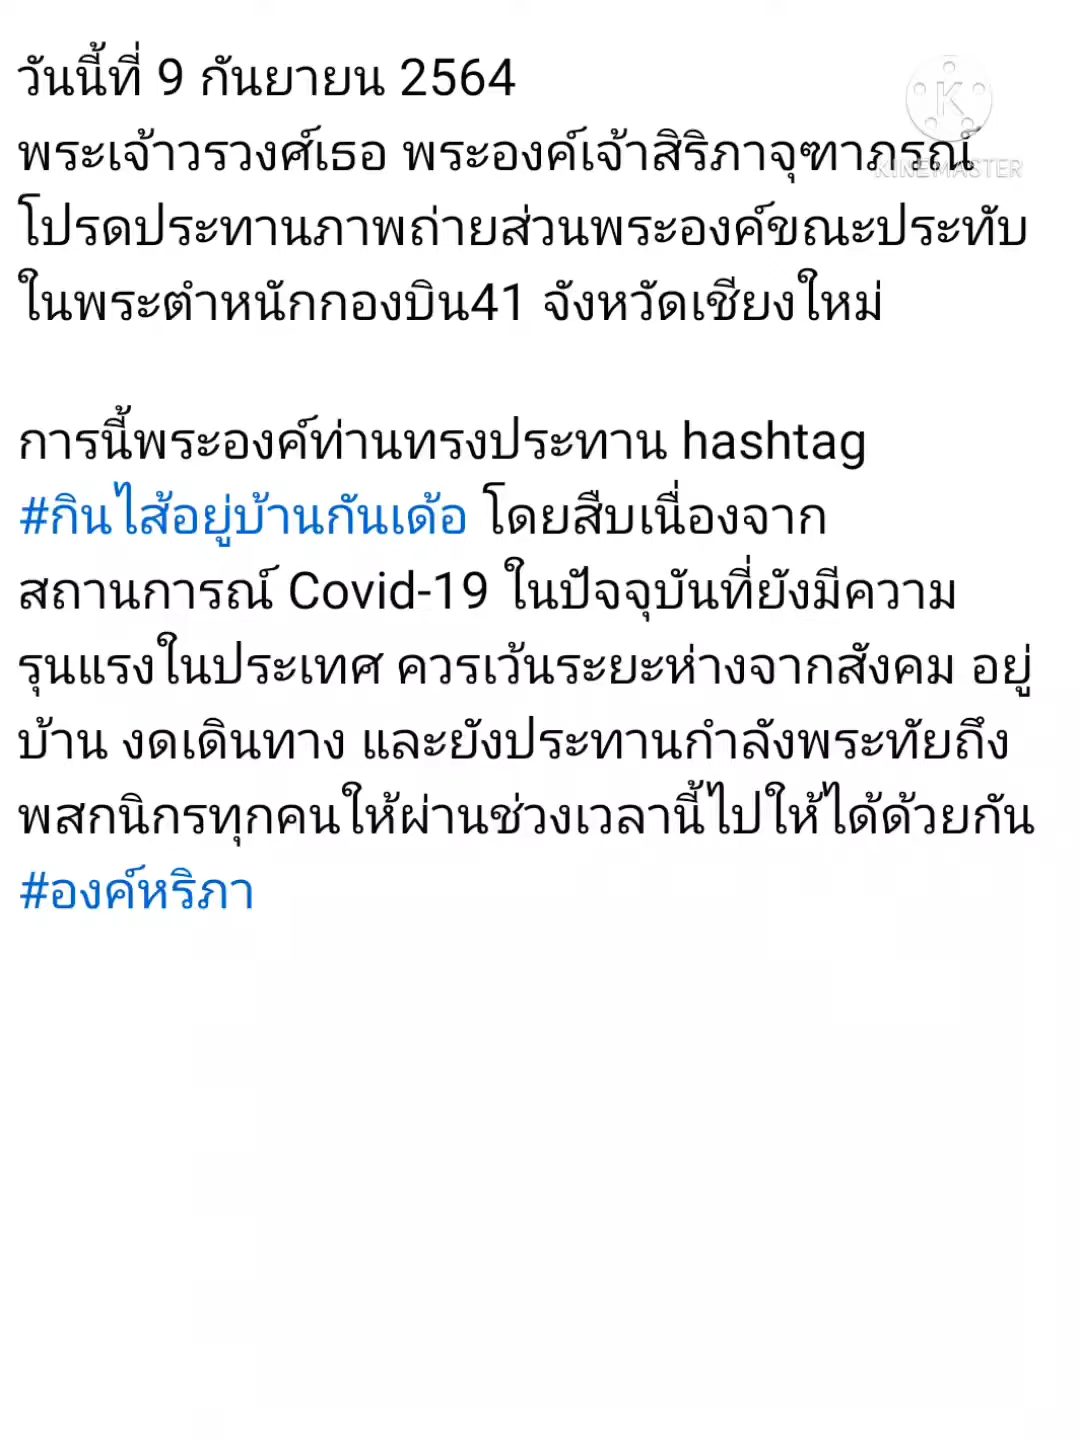 วันนี้ที่ 9 กันยายน 2564
พระเจ้าวรวงศ์เธอ พระองค์เจ้าสิริภาจุฑาภรณ์
โปรดประทานภาพถ่ายส่วนพระองค์ขณะประทับ
ในพระตำหนักกองบิน41 จังหวัดเชียงใหม่
การนี้พระองค์ท่านทรงประทาน hashtag
#กินไส้อยู่บ้านกันเด้อ โดยสืบเนื่องจาก
สถานการณ์ Covid-19 ในปัจจุบันที่ยังมีความ
รุนแรงในประเทศ ควรเว้นระยะห่างจากสังคม อยู่
บ้าน งดเดินทาง และยังประทานกำลังพระทัยถึง
พสกนิกรทุกคนให้ผ่านช่วงเวลานี้ไปให้ได้ด้วยกัน
#องค์หริภา
K
KINEMASTER